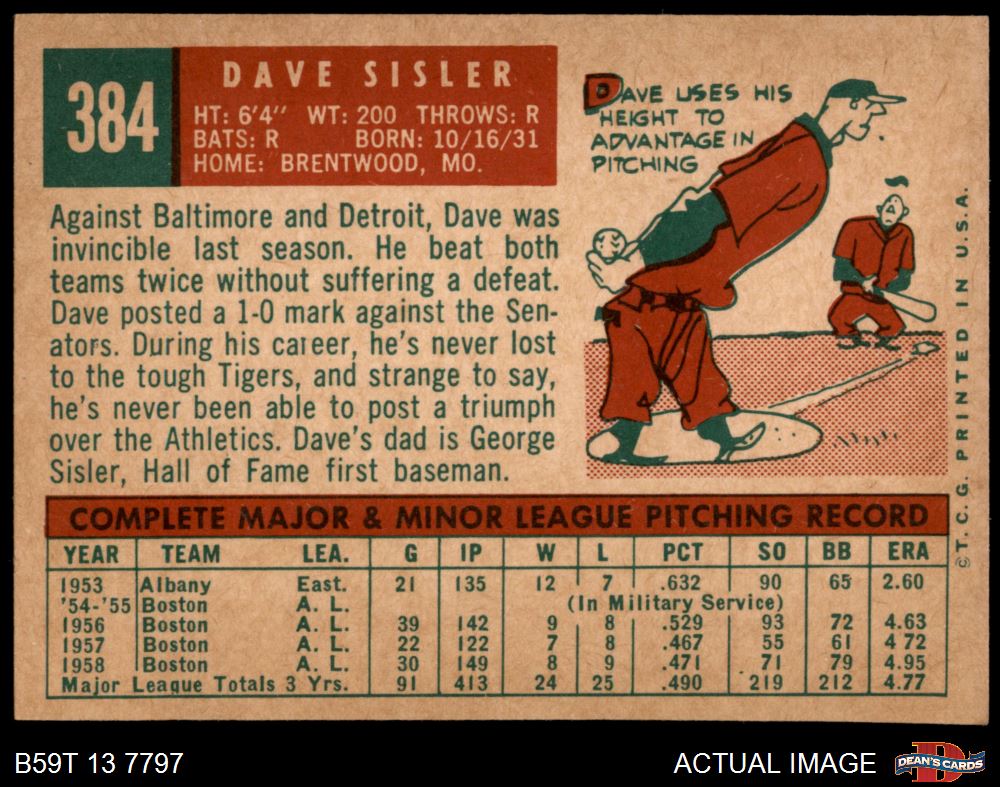 384
DAVE SISLER
HT: 6'4" WT: 200 THROWS: R
BATS: R BORN: 10/16/31
HOME: BRENTWOOD, MO.
DAVE USES HIS
HEIGHT TO
ADVANTAGE IN
PITCHING
Against Baltimore and Detroit, Dave was
invincible last season. He beat both
teams twice without suffering a defeat.
Dave posted a 1-0 mark against the Sen-
ators. During his career, he's never lost
to the tough Tigers, and strange to say,
he's never been able to post a triumph
over the Athletics. Dave's dad is George
Sisler, Hall of Fame first baseman.
© T. C. G. PRINTED IN U.S.A.
COMPLETE MAJOR & MINOR LEAGUE PITCHING RECORD
YEAR TEAM LEA. G IP W L PCT SO BB ERA
1953 Albany East. 21 135 12 7 .632 90 65 2.60
'54-'55 Boston A. L. (In Military Service)
1956 Boston A. L. 39 142 9 8 .529 93 72 4.63
1957 Boston A. L. 22 122 7 8 .467 55 61 4 72
1958 Boston A. L. 30 149 8 9 .471 71 79 4.95
Major League Totals 3 Yrs. 91 413 24 25 .490 219 212 4.77
B59T 13 7797
ACTUAL IMAGE
DEAN'S CARDS